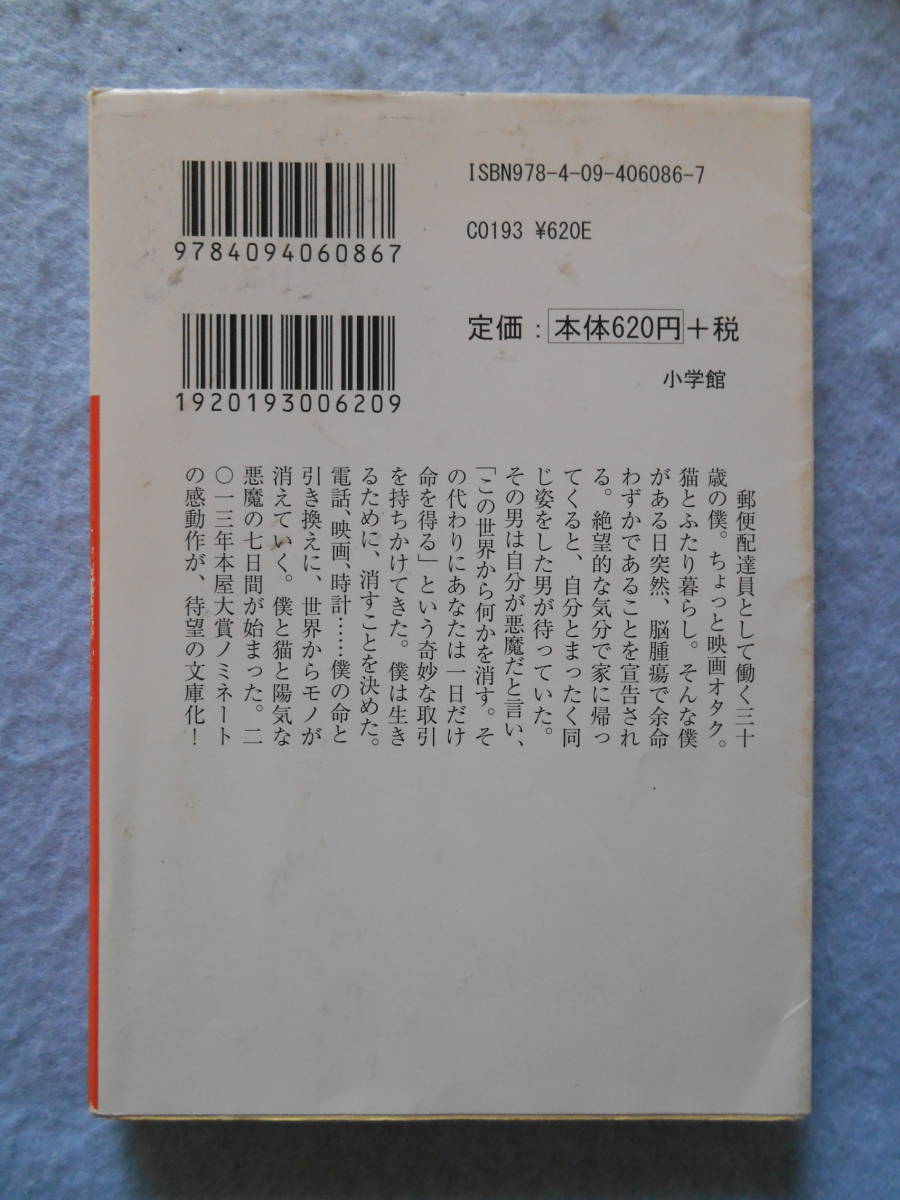 9784094060867
ISBN978-4-09-406086-7
C0193 ¥620E
1920193006209
定価：本体620円＋税
小学館
郵便配達員として働く三十
歳の僕。ちょっと映画オタク。
猫とふたり暮らし。そんな僕
がある日突然、脳腫瘍で余命
わずかであることを宣告され
る。絶望的な気分で家に帰っ
てくると、自分とまったく同
じ姿をした男が待っていた。
その男は自分が悪魔だと言い、
「この世界から何かを消す。そ
の代わりにあなたは一日だけ
命を得る」という奇妙な取引
を持ちかけてきた。僕は生き
るために、消すことを決めた。
電話、映画、時計……僕の命と
引き換えに、世界からモノが
消えていく。僕と猫と陽気な
悪魔の七日間が始まった。二
〇一三年本屋大賞ノミネート
の感動作が、待望の文庫化！